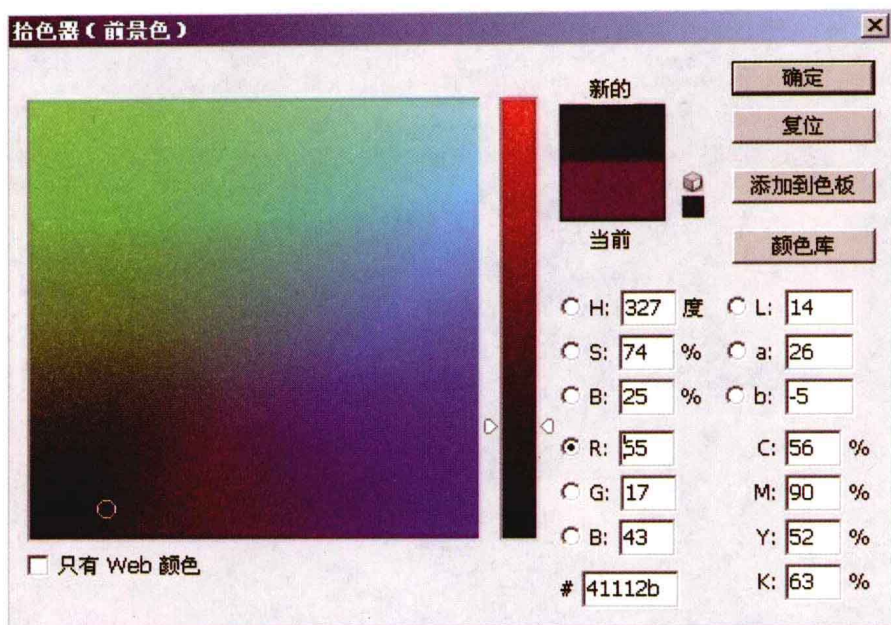 拾色器（前景色）
新的
当前
确定
复位
添加到色板
颜色库
H: 327 度
S: 74 %
B: 25 %
R: 55
G: 17
B: 43
# 41112b
L: 14
a: 26
b: -5
C: 56 %
M: 90 %
Y: 52 %
K: 63 %
只有 Web 颜色